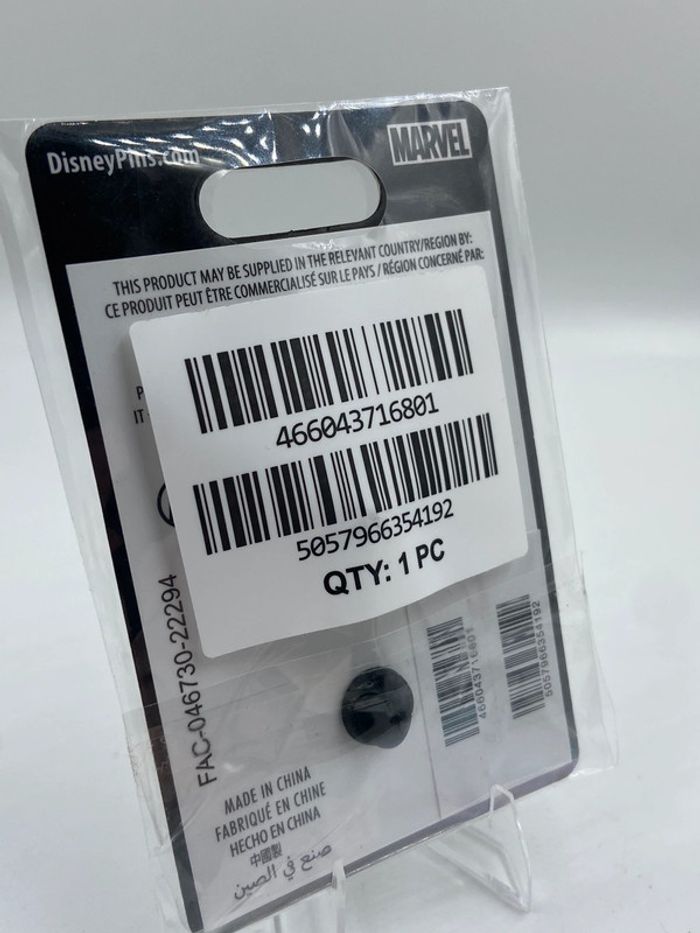 DisneyPins.com
MARVEL
THIS PRODUCT MAY BE SUPPLIED IN THE RELEVANT COUNTRY/REGION BY:
CE PRODUIT PEUT ÊTRE COMMERCIALISÉ SUR LE PAYS / RÉGION CONCERNÉ PAR:
P
IT
466043716801
5057966354192
QTY: 1 PC
FAC-046730-22294
466043716801
5057966354192
MADE IN CHINA
FABRIQUÉ EN CHINE
HECHO EN CHINA
中國製
صنع في الصين